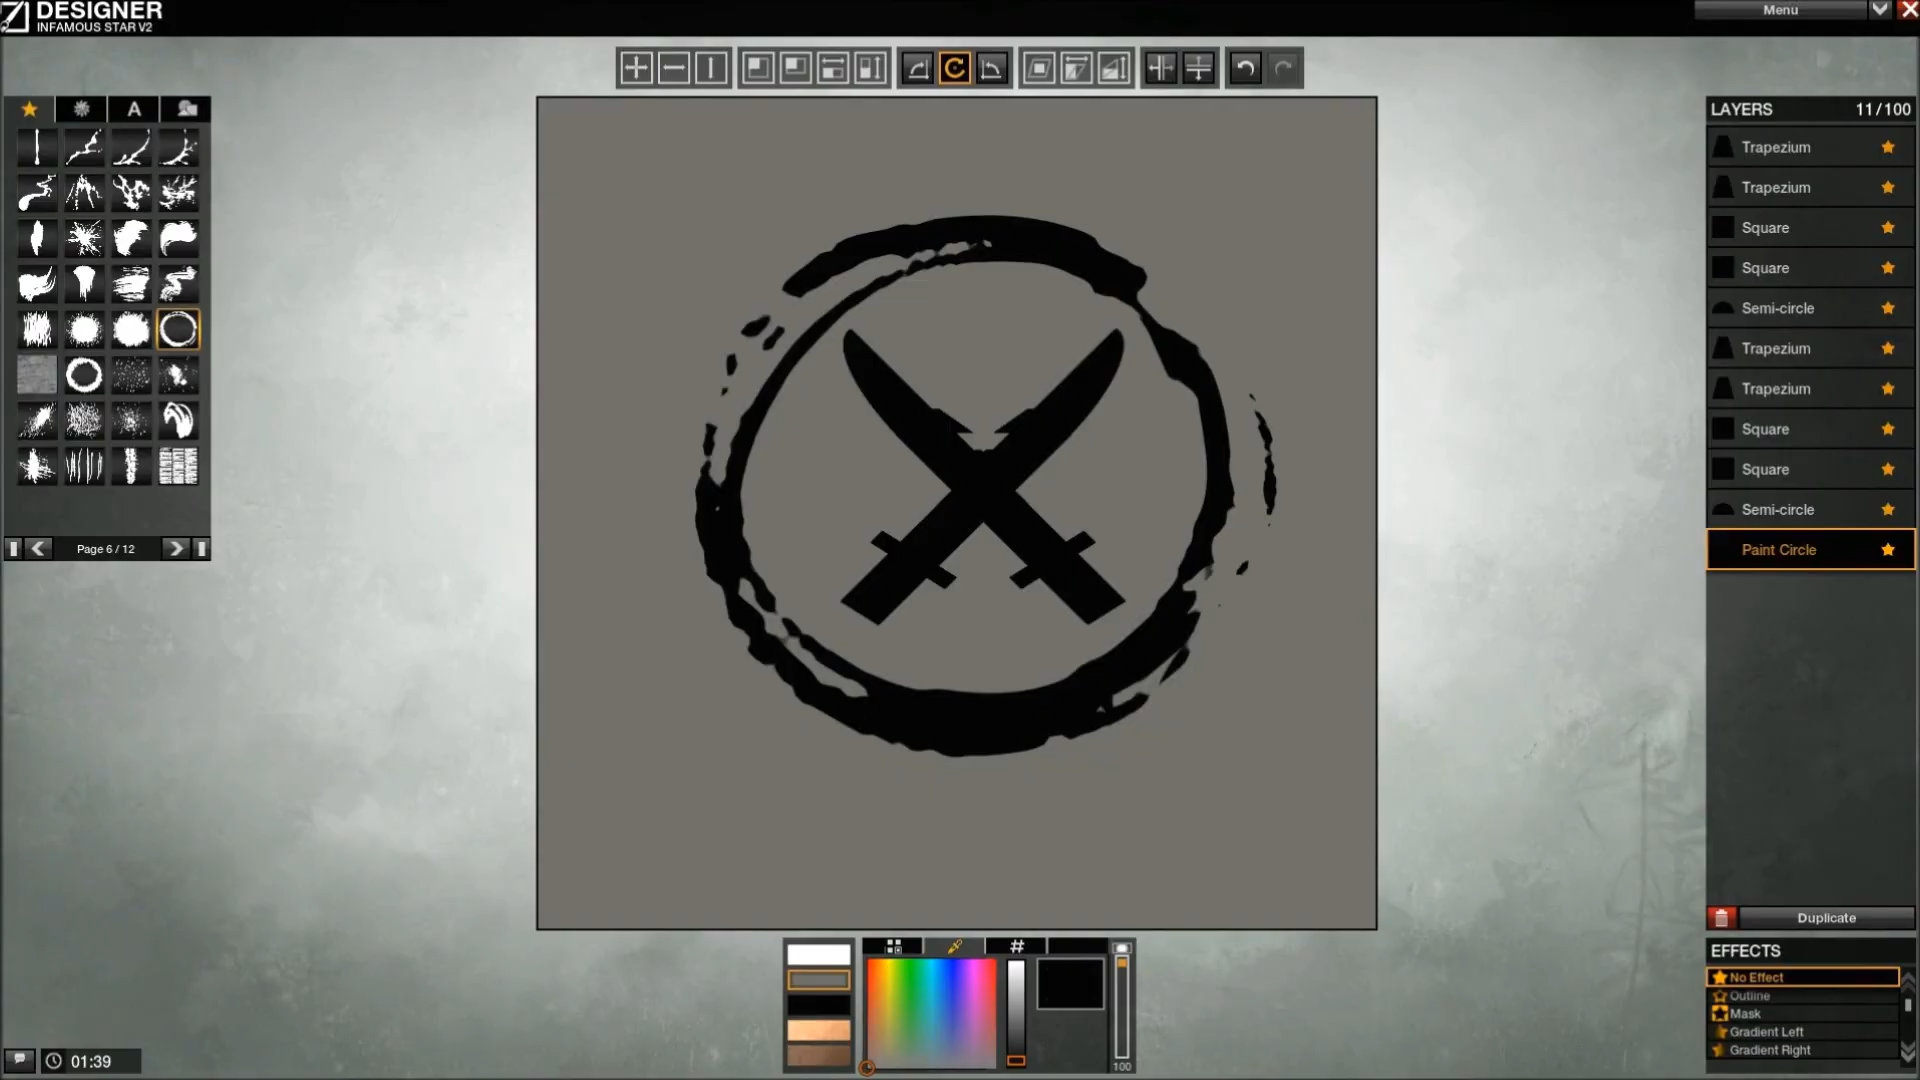 DESIGNER
INFAMOUS STAR V2
Menu
A
LAYERS 11/100
Trapezium
Trapezium
Square
Square
Semi-circle
Trapezium
Trapezium
Square
Square
Semi-circle
Paint Circle
Page 6 / 12
Duplicate
EFFECTS
No Effect
Outline
Mask
Gradient Left
Gradient Right
#
100
01:39